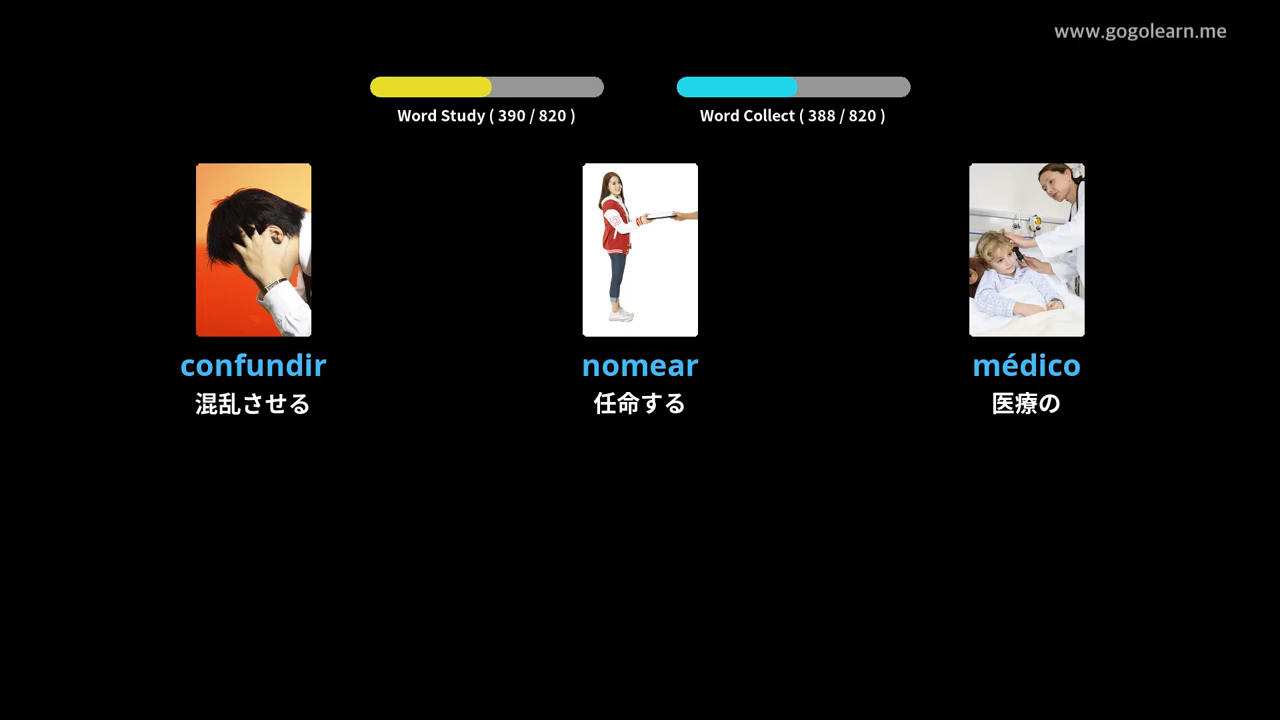 www.gogolearn.me
Word Study ( 390 / 820 )
Word Collect ( 388 / 820 )
confundir
混乱させる
nomear
任命する
médico
医療の